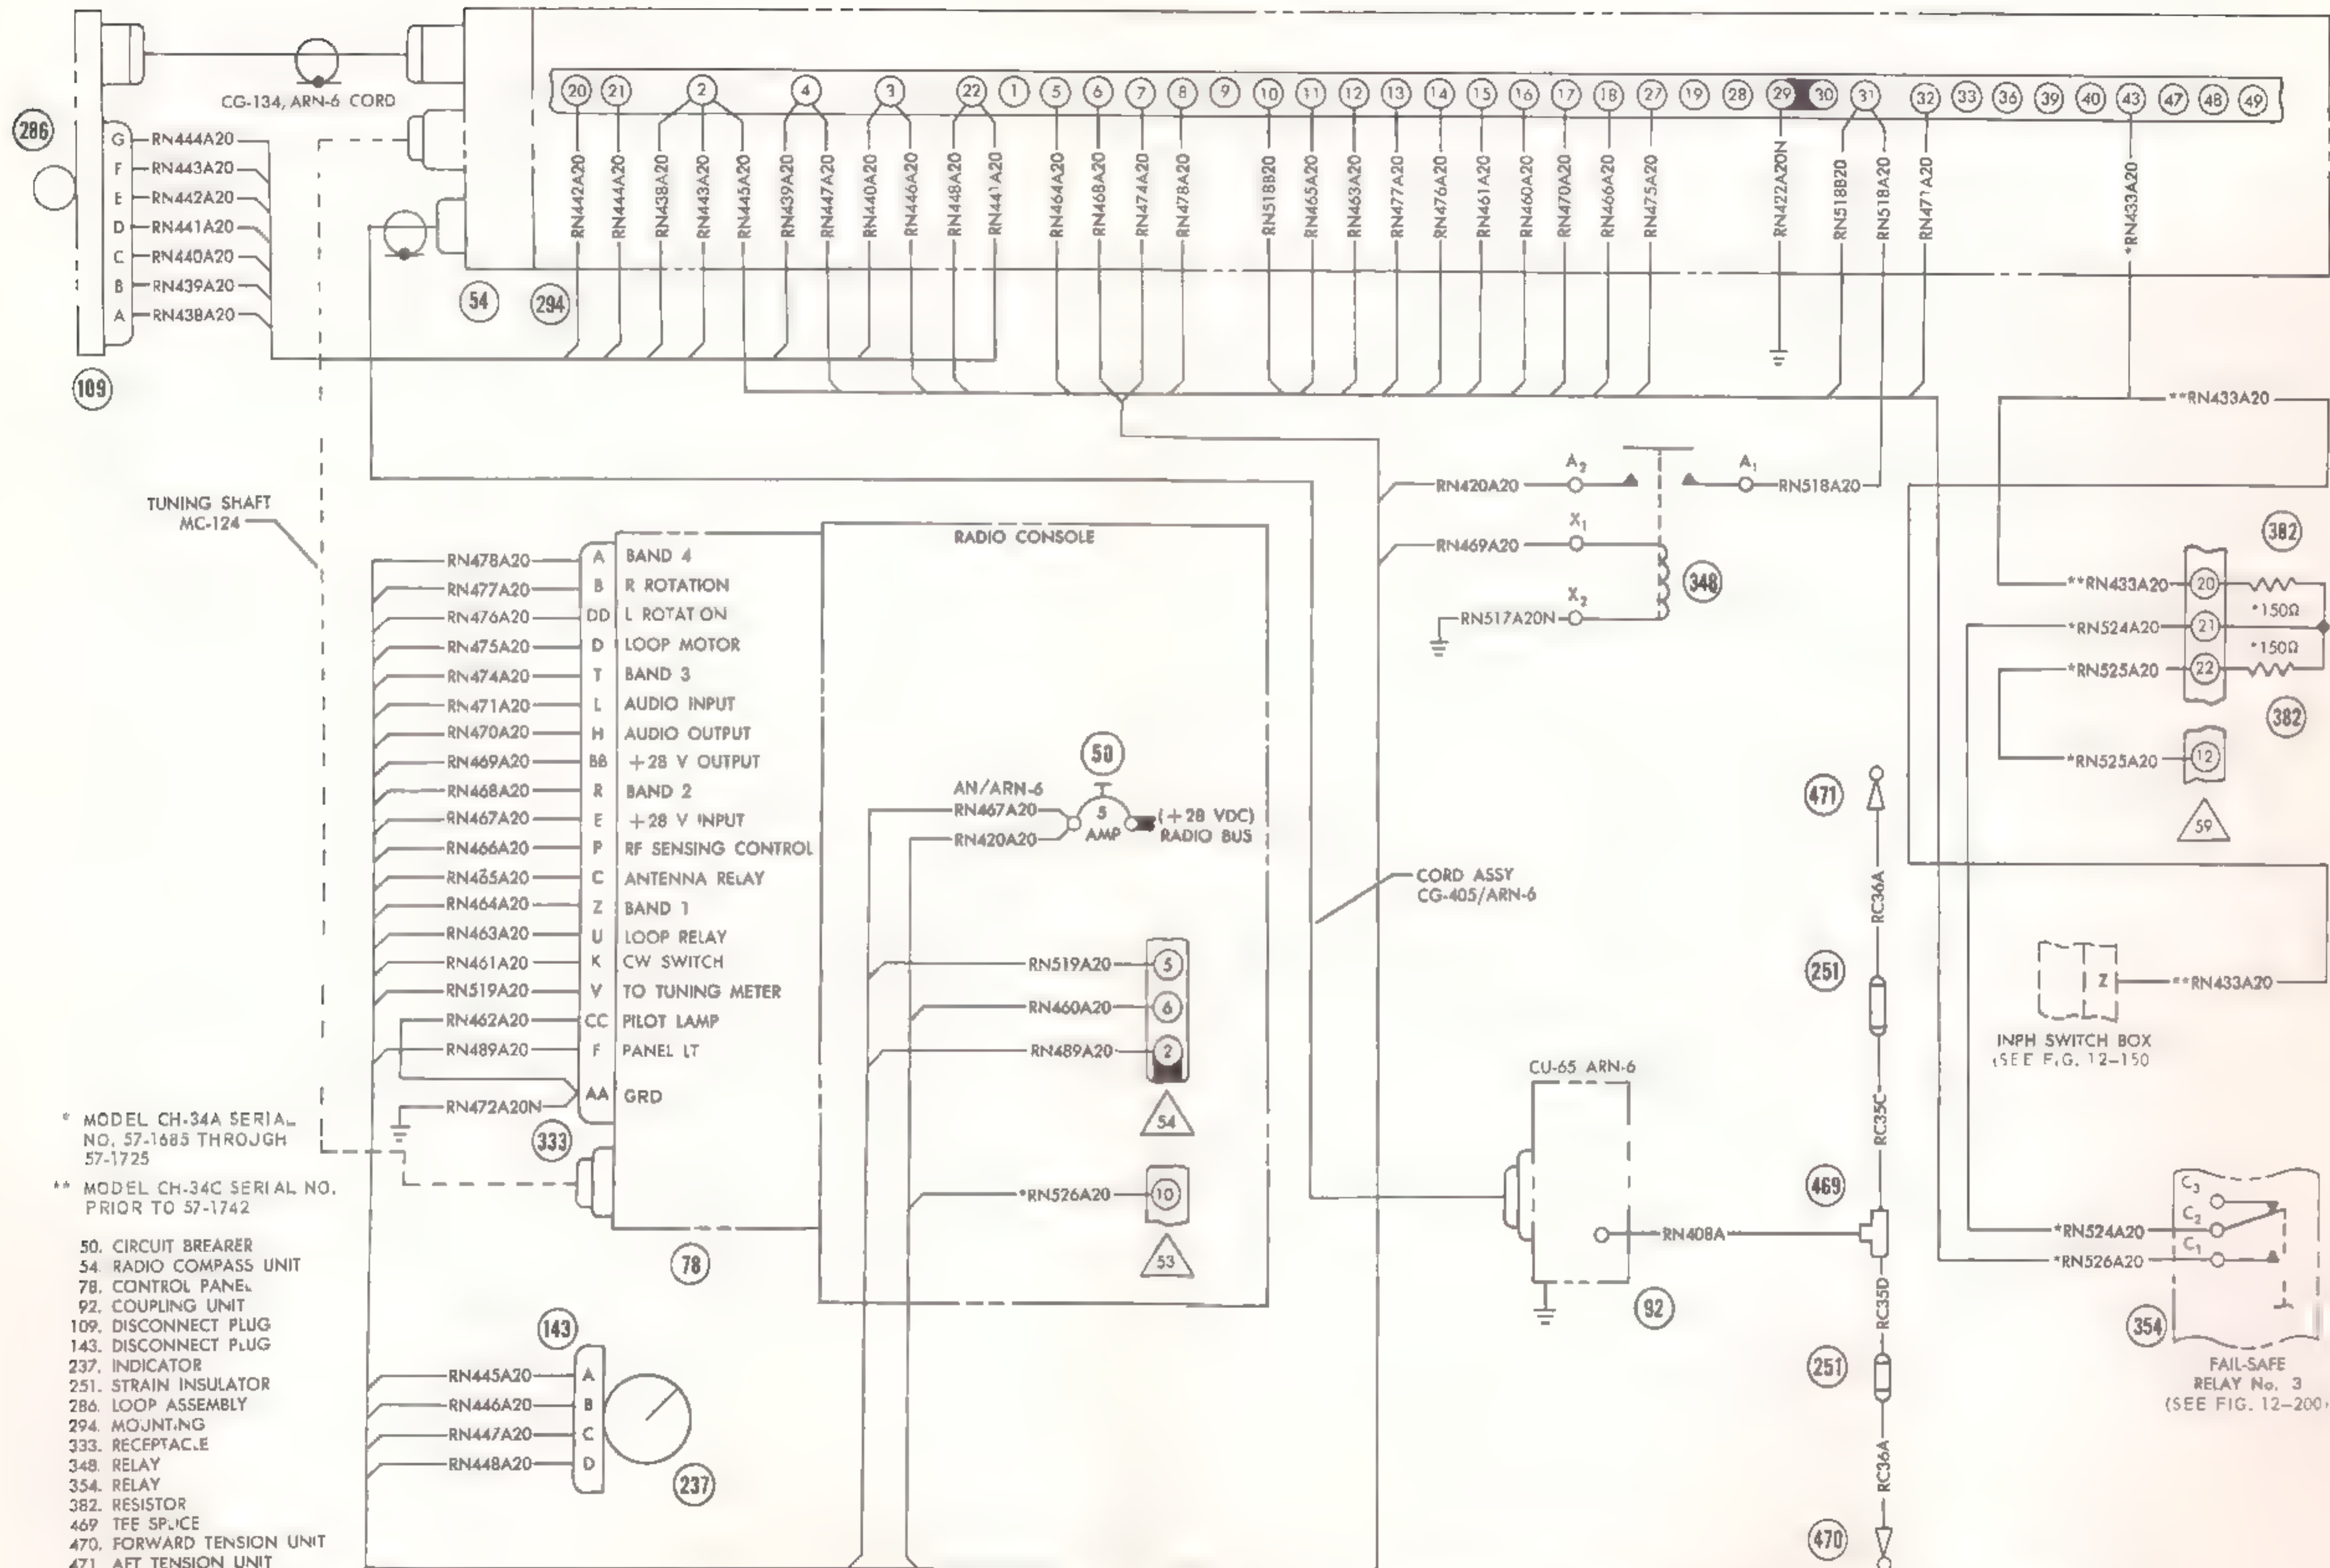 CG-134, ARN-6 CORD
286
G RN444A20
F RN443A20
E RN442A20
D RN441A20
C RN440A20
B RN439A20
A RN438A20
109
54
294
20 21 2 4 3 22 1 5 6 7 8 9 10 11 12 13 14 15 16 17 18 27 19 28 29 30 31 32 33 36 39 40 43 47 48 49
RN442A20
RN444A20
RN438A20
RN443A20
RN445A20
RN439A20
RN447A20
RN440A20
RN446A20
RN448A20
RN441A20
RN464A20
RN468A20
RN474A20
RN478A20
RN518B20
RN465A20
RN463A20
RN477A20
RN476A20
RN461A20
RN460A20
RN470A20
RN466A20
RN475A20
RN422A20N
RN518B20
RN518A20
RN471A20
*RN433A20
**RN433A20
TUNING SHAFT
MC-124
RN478A20 A BAND 4
RN477A20 B R ROTATION
RN476A20 DD L ROTAT ON
RN475A20 D LOOP MOTOR
RN474A20 T BAND 3
RN471A20 L AUDIO INPUT
RN470A20 H AUDIO OUTPUT
RN469A20 BB +28 V OUTPUT
RN468A20 R BAND 2
RN467A20 E +28 V INPUT
RN466A20 P RF SENSING CONTROL
RN465A20 C ANTENNA RELAY
RN464A20 Z BAND 1
RN463A20 U LOOP RELAY
RN461A20 K CW SWITCH
RN519A20 V TO TUNING METER
RN462A20 CC PILOT LAMP
RN489A20 F PANEL LT
RN472A20N AA GRD
333
78
RADIO CONSOLE
50
AN/ARN-6
RN467A20
RN420A20
5
AMP
(+28 VDC)
RADIO BUS
RN519A20 5
RN460A20 6
RN489A20 2
54
*RN526A20 10
53
RN420A20 A2 A1 RN518A20
RN469A20 X1
RN517A20N X2
348
CORD ASSY
CG-405/ARN-6
382
**RN433A20 20
*150Ω
*RN524A20 21
*150Ω
*RN525A20 22
382
*RN525A20 12
59
471
RC36A
251
RC35C
469
RC35D
251
RC36A
470
CU-65 ARN-6
RN408A
92
Z **RN433A20
INPH SWITCH BOX
(SEE F.G. 12-150
C3
C2
C1
*RN524A20
*RN526A20
354
FAIL-SAFE
RELAY No. 3
(SEE FIG. 12-200)
143
RN445A20 A
RN446A20 B
RN447A20 C
RN448A20 D
237
* MODEL CH-34A SERIAL
NO. 57-1685 THROUGH
57-1725
** MODEL CH-34C SERIAL NO.
PRIOR TO 57-1742
50. CIRCUIT BREARER
54. RADIO COMPASS UNIT
78. CONTROL PANEL
92. COUPLING UNIT
109. DISCONNECT PLUG
143. DISCONNECT PLUG
237. INDICATOR
251. STRAIN INSULATOR
286. LOOP ASSEMBLY
294. MOUNTING
333. RECEPTACLE
348. RELAY
354. RELAY
382. RESISTOR
469 TEE SPLICE
470. FORWARD TENSION UNIT
471. AFT TENSION UNIT